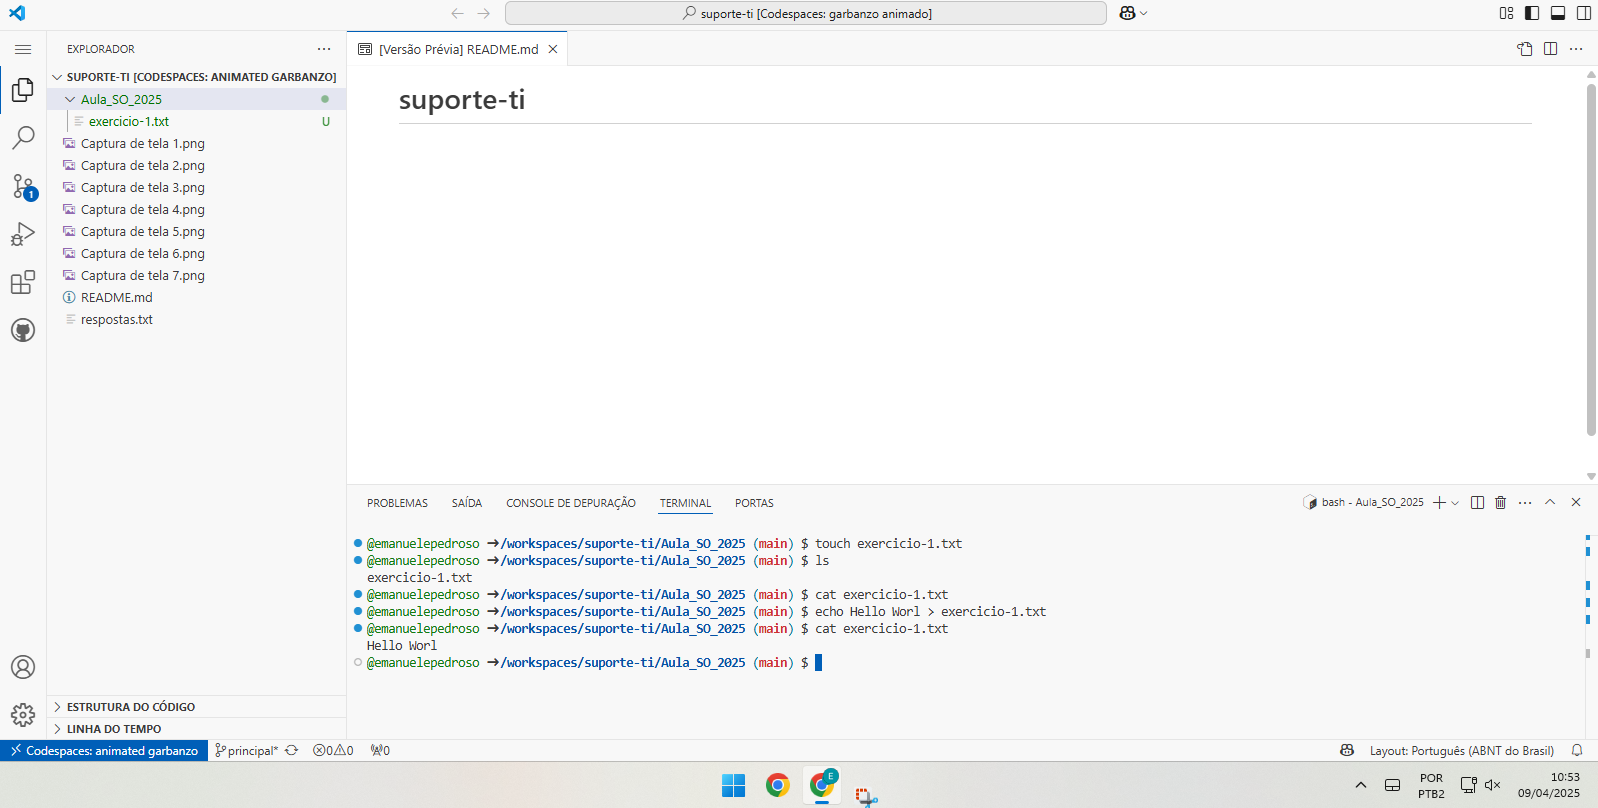 suporte-ti [Codespaces: garbanzo animado]
EXPLORADOR
SUPORTE-TI [CODESPACES: ANIMATED GARBANZO]
Aula_SO_2025
exercicio-1.txt U
Captura de tela 1.png
Captura de tela 2.png
Captura de tela 3.png
Captura de tela 4.png
Captura de tela 5.png
Captura de tela 6.png
Captura de tela 7.png
README.md
respostas.txt
1
ESTRUTURA DO CÓDIGO
LINHA DO TEMPO
[Versão Prévia] README.md
suporte-ti
PROBLEMAS SAÍDA CONSOLE DE DEPURAÇÃO TERMINAL PORTAS
bash - Aula_SO_2025
@emanuelepedroso ➜/workspaces/suporte-ti/Aula_SO_2025 (main) $ touch exercicio-1.txt
@emanuelepedroso ➜/workspaces/suporte-ti/Aula_SO_2025 (main) $ ls
exercicio-1.txt
@emanuelepedroso ➜/workspaces/suporte-ti/Aula_SO_2025 (main) $ cat exercicio-1.txt
@emanuelepedroso ➜/workspaces/suporte-ti/Aula_SO_2025 (main) $ echo Hello Worl > exercicio-1.txt
@emanuelepedroso ➜/workspaces/suporte-ti/Aula_SO_2025 (main) $ cat exercicio-1.txt
Hello Worl
@emanuelepedroso ➜/workspaces/suporte-ti/Aula_SO_2025 (main) $
Codespaces: animated garbanzo principal* 0 0 0 Layout: Português (ABNT do Brasil)
E
POR
PTB2
10:53
09/04/2025